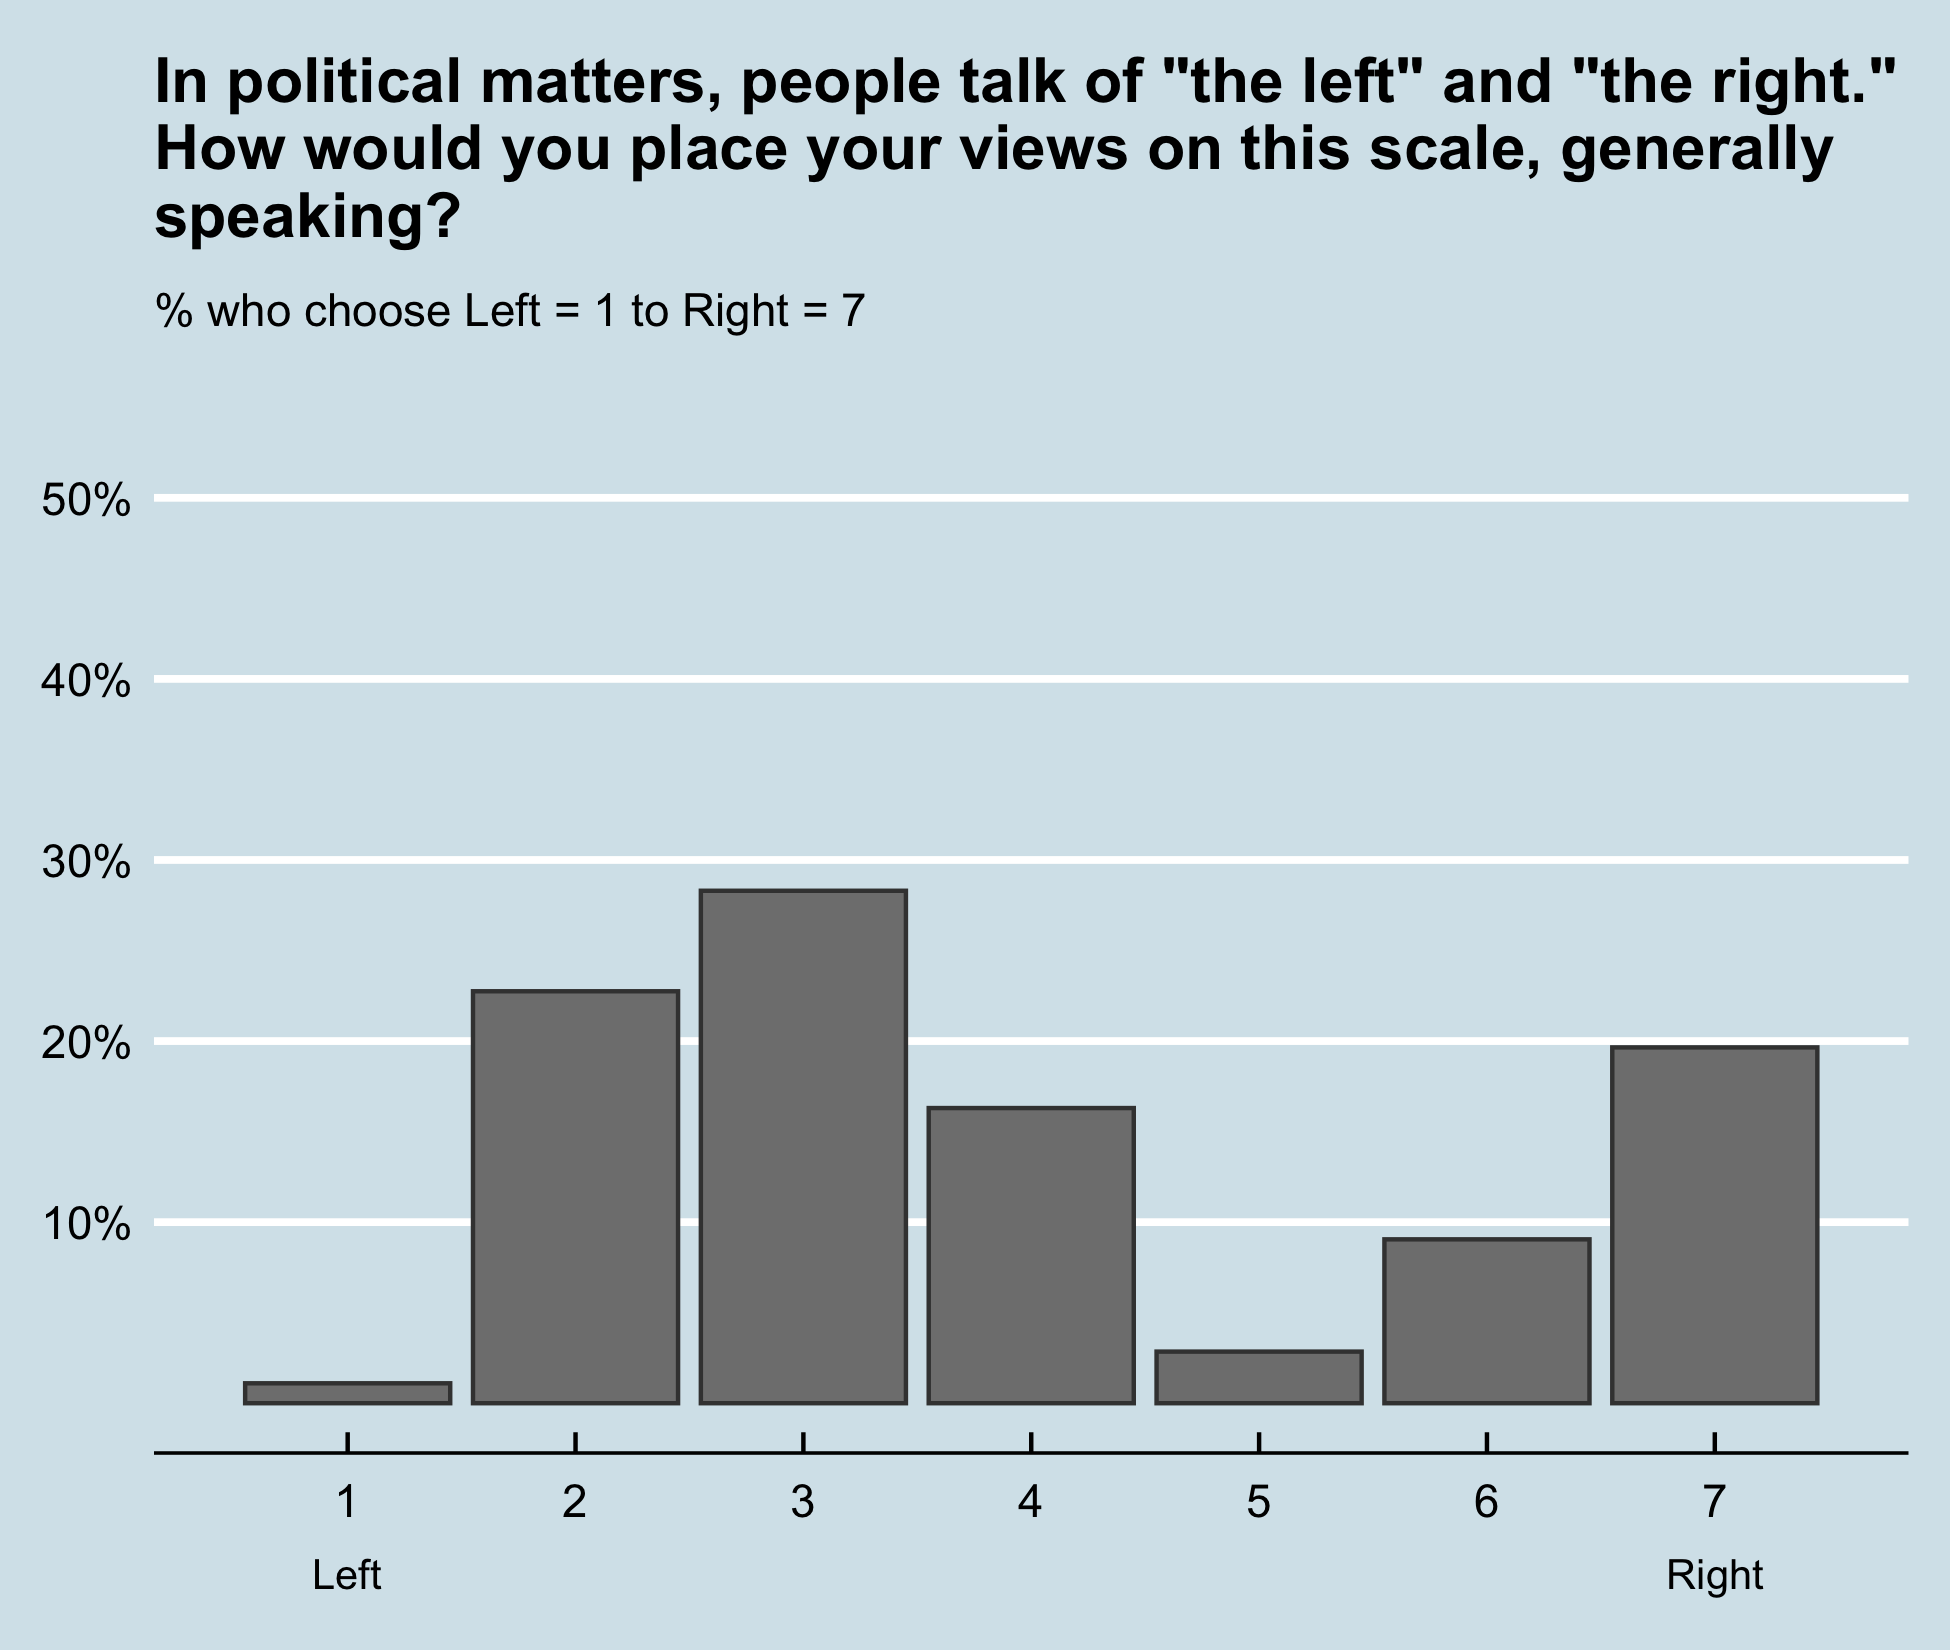 In political matters, people talk of "the left" and "the right."
How would you place your views on this scale, generally
speaking?
% who choose Left = 1 to Right = 7
50%
40%
30%
20%
10%
1 2 3 4 5 6 7
Left Right